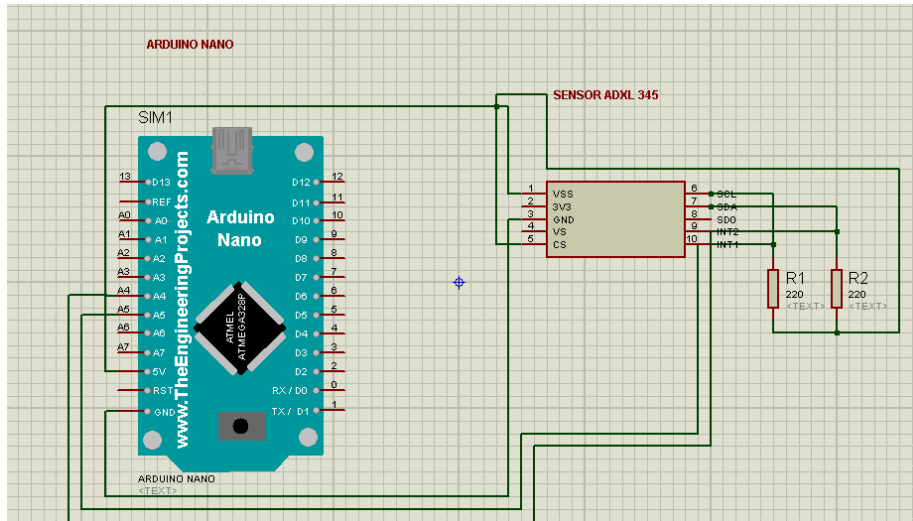 ARDUINO NANO
SENSOR ADXL 345
SIM1
www.TheEngineeringProjects.com
Arduino
Nano
ATMEL
ATMEGA328P
13 D13
REF
A0 A0
A1 A1
A2 A2
A3 A3
A4 A4
A5 A5
A6 A6
A7 A7
5V
RST
GND
D12 12
D11 11
D10 10
D9 9
D8 8
D7 7
D6 6
D5 5
D4 4
D3 3
D2 2
RX / D0 0
TX / D1 1
ARDUINO NANO
<TEXT>
1 VSS
2 3V3
3 GND
4 VS
5 CS
6 SCL
7 SDA
8 SD0
9 INT2
10 INT1
R1
220
<TEXT>
R2
220
<TEXT>